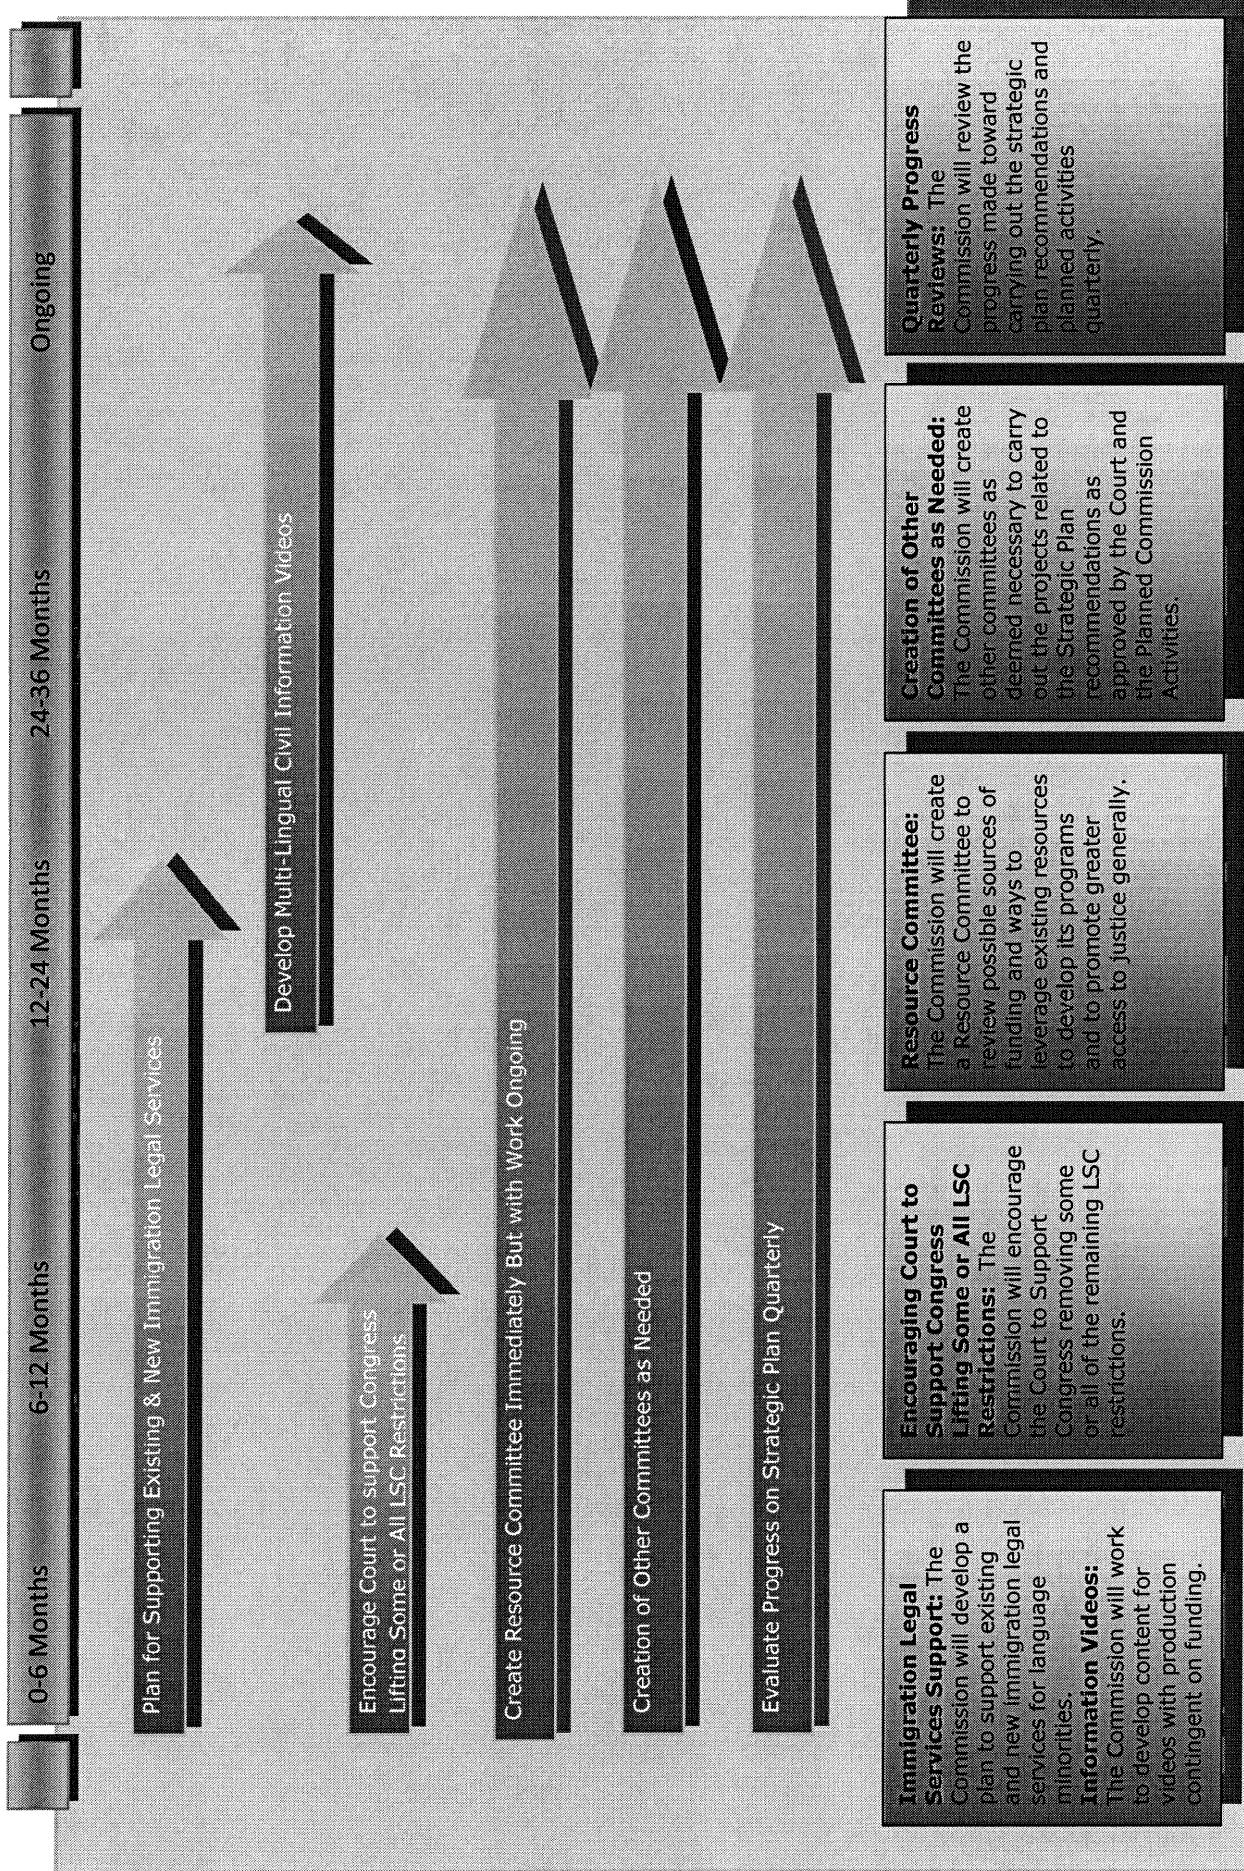 0-6 Months
6-12 Months
12-24 Months
24-36 Months
Ongoing
Plan for Supporting Existing & New Immigration Legal Services
Develop Multi-Lingual Civil Information Videos
Encourage Court to support Congress
Lifting Some or All LSC Restrictions
Create Resource Committee Immediately But with Work Ongoing
Creation of Other Committees as Needed
Evaluate Progress on Strategic Plan Quarterly
Immigration Legal
Services Support: The
Commission will develop a
plan to support existing
and new immigration legal
services for language
minorities.
Information Videos:
The Commission will work
to develop content for
videos with production
contingent on funding.
Encouraging Court to
Support Congress
Lifting Some or All LSC
Restrictions: The
Commission will encourage
the Court to Support
Congress removing some
or all of the remaining LSC
restrictions.
Resource Committee:
The Commission will create
a Resource Committee to
review possible sources of
funding and ways to
leverage existing resources
to develop its programs
and to promote greater
access to justice generally.
Creation of Other
Committees as Needed:
The Commission will create
other committees as
deemed necessary to carry
out the projects related to
the Strategic Plan
recommendations as
approved by the Court and
the Planned Commission
Activities.
Quarterly Progress
Reviews: The
Commission will review the
progress made toward
carrying out the strategic
plan recommendations and
planned activities
quarterly.